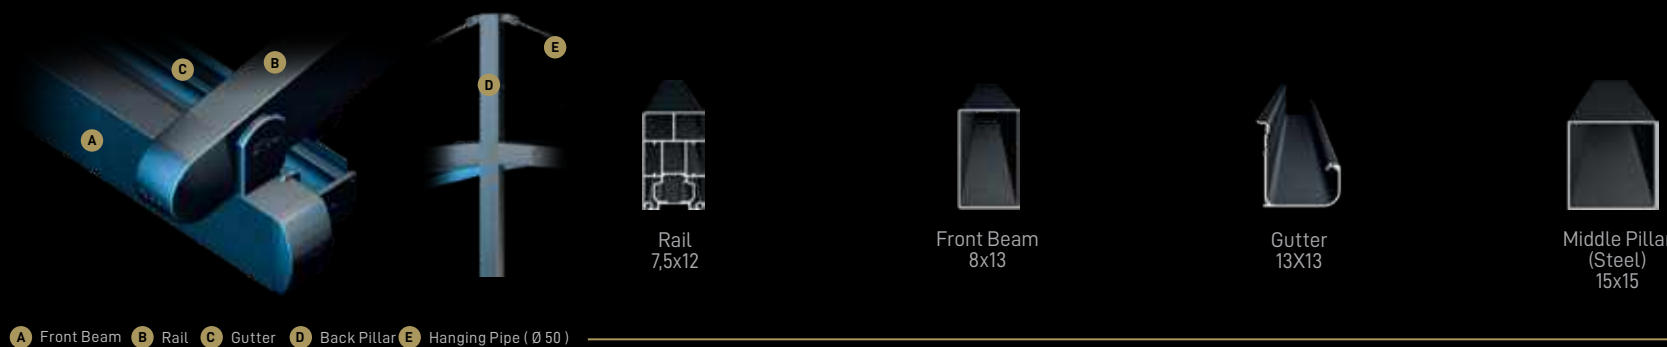 C
B
E
D
A
Rail
7,5x12
Front Beam
8x13
Gutter
13X13
Middle Pillar
(Steel)
15x15
A Front Beam B Rail C Gutter D Back Pillar E Hanging Pipe ( Ø 50 )